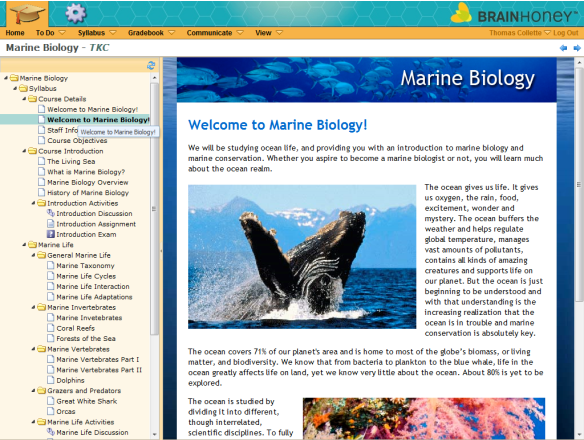 BRAINHONEY
Home To Do Syllabus Gradebook Communicate View Thomas Collette Log Out
Marine Biology - TKC
Marine Biology
Syllabus
Course Details
Welcome to Marine Biology!
Welcome to Marine Biology!
Staff Info
Welcome to Marine Biology!
Course Objectives
Course Introduction
The Living Sea
What is Marine Biology?
Marine Biology Overview
History of Marine Biology
Introduction Activities
Introduction Discussion
Introduction Assignment
Introduction Exam
Marine Life
General Marine Life
Marine Taxonomy
Marine Life Cycles
Marine Life Interaction
Marine Life Adaptations
Marine Invertebrates
Marine Invetebrates
Coral Reefs
Forests of the Sea
Marine Vertebrates
Marine Vertebrates Part I
Marine Vertebrates Part II
Dolphins
Grazers and Predators
Great White Shark
Orcas
Marine Life Activities
Marine Life Discussion
Marine Biology
Welcome to Marine Biology!
We will be studying ocean life, and providing you with an introduction to marine biology and
marine conservation. Whether you aspire to become a marine biologist or not, you will learn much
about the ocean realm.
The ocean gives us life. It gives
us oxygen, the rain, food,
excitement, wonder and
mystery. The ocean buffers the
weather and helps regulate
global temperature, manages
vast amounts of pollutants,
contains all kinds of amazing
creatures and supports life on
our planet. But the ocean is just
beginning to be understood and
with that understanding is the
increasing realization that the
ocean is in trouble and marine
conservation is absolutely key.
The ocean covers 71% of our planet's area and is home to most of the globe's biomass, or living
matter, and biodiversity. We know that from bacteria to plankton to the blue whale, life in the
ocean greatly affects life on land, yet we know very little about the ocean. About 80% is yet to be
explored.
The ocean is studied by
dividing it into different,
though interrelated,
scientific disciplines. To fully